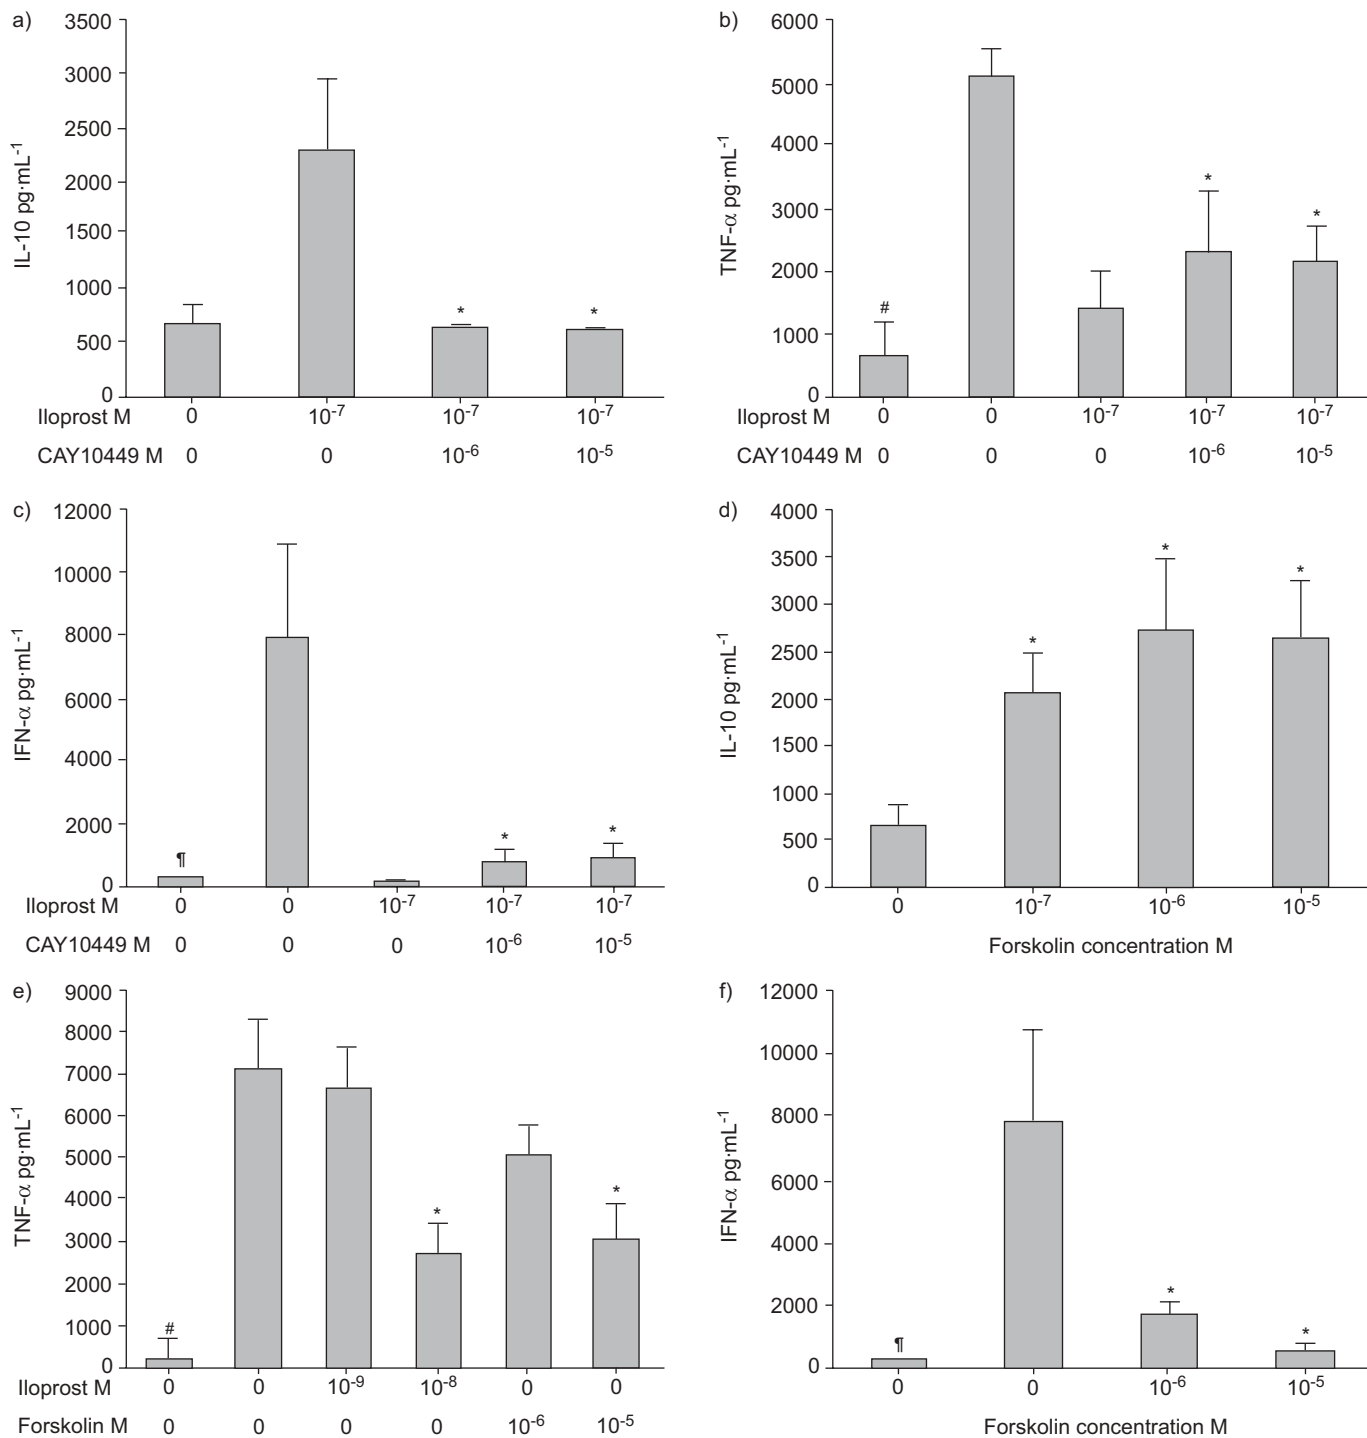 a)
3500
3000
2500
2000
1500
1000
500
0
IL-10 pg·mL⁻¹
*
*
Iloprost M 0 10⁻⁷ 10⁻⁷ 10⁻⁷
CAY10449 M 0 0 10⁻⁶ 10⁻⁵
b)
6000
5000
4000
3000
2000
1000
0
TNF-α pg·mL⁻¹
#
*
*
Iloprost M 0 0 10⁻⁷ 10⁻⁷ 10⁻⁷
CAY10449 M 0 0 0 10⁻⁶ 10⁻⁵
c)
12000
10000
8000
6000
4000
2000
0
IFN-α pg·mL⁻¹
¶
*
*
Iloprost M 0 0 10⁻⁷ 10⁻⁷ 10⁻⁷
CAY10449 M 0 0 0 10⁻⁶ 10⁻⁵
d)
4000
3500
3000
2500
2000
1500
1000
500
0
IL-10 pg·mL⁻¹
*
*
*
0 10⁻⁷ 10⁻⁶ 10⁻⁵
Forskolin concentration M
e)
9000
8000
7000
6000
5000
4000
3000
2000
1000
0
TNF-α pg·mL⁻¹
#
*
*
Iloprost M 0 0 10⁻⁹ 10⁻⁸ 0 0
Forskolin M 0 0 0 0 10⁻⁶ 10⁻⁵
f)
12000
10000
8000
6000
4000
2000
0
IFN-α pg·mL⁻¹
¶
*
*
0 0 10⁻⁶ 10⁻⁵
Forskolin concentration M